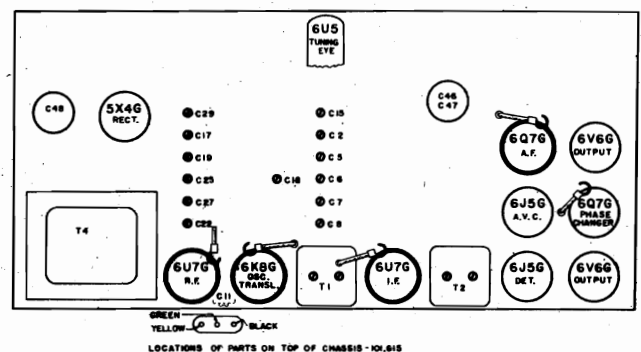 6U5
TUNING
EYE
C48
5X4G
RECT.
C46
C47
C29
C17
C19
C25
C27
C28
C18
C15
C2
C5
C6
C7
C8
6Q7G
A.F.
6V6G
OUTPUT
6J5G
A.V.C.
6Q7G
PHASE
CHANGER
T4
6U7G
R.F.
6K8G
OSC.
TRANSL.
C11
T1
6U7G
I.F.
T2
6J5G
DET.
6V6G
OUTPUT
GREEN
YELLOW
BLACK
LOCATIONS OF PARTS ON TOP OF CHASSIS-101.615